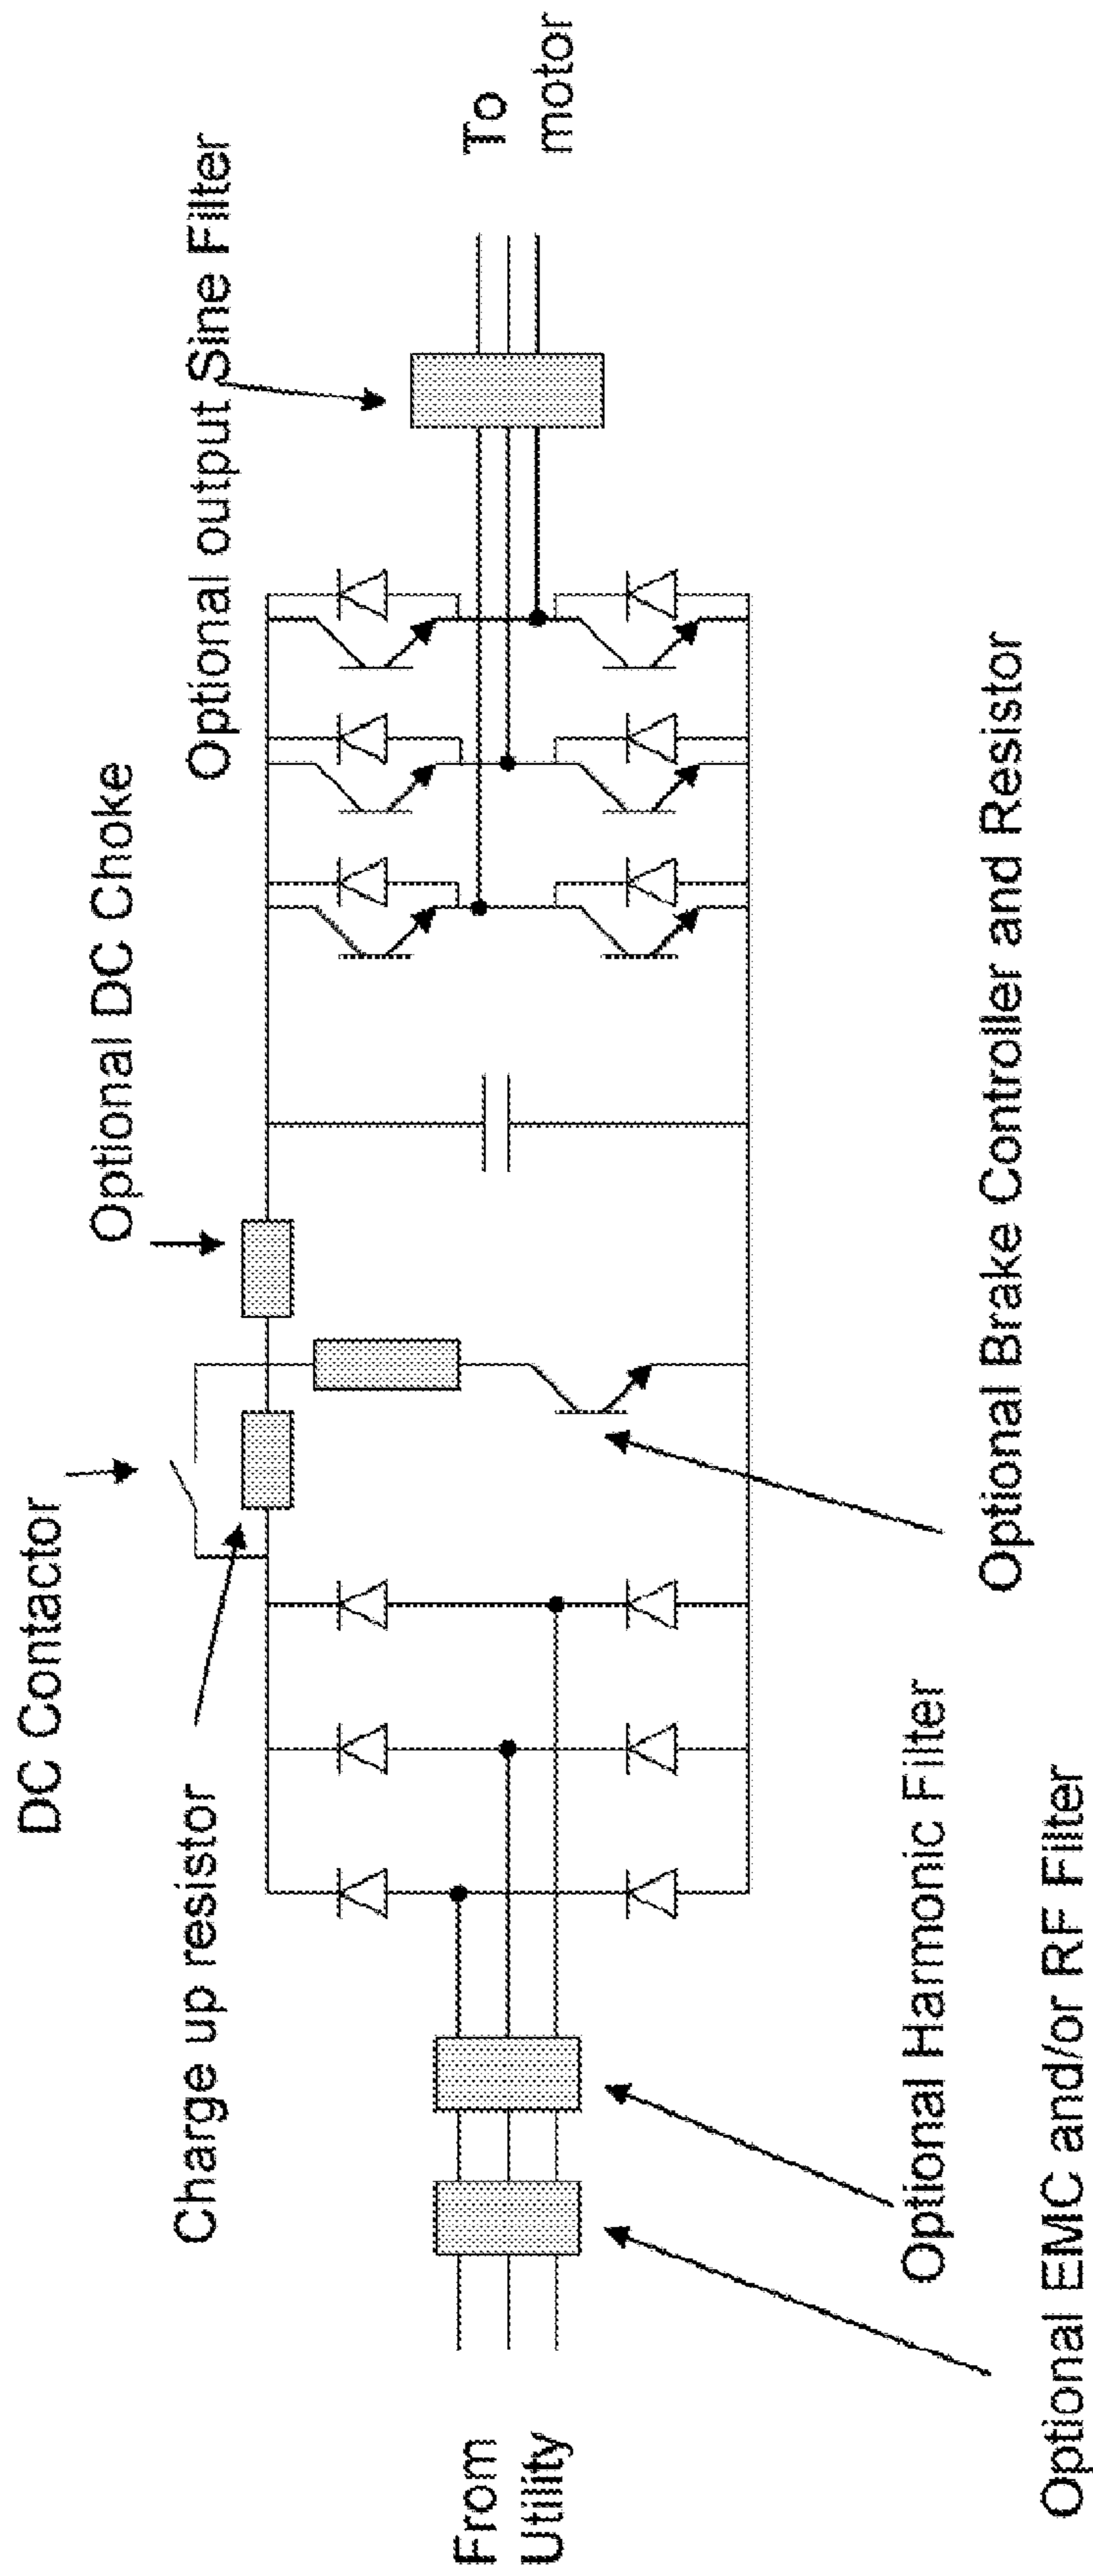 DC Contactor
Charge up resistor
Optional DC Choke
Optional output Sine Filter
From
Utility
To
motor
Optional Harmonic Filter
Optional Brake Controller and Resistor
Optional EMC and/or RF Filter